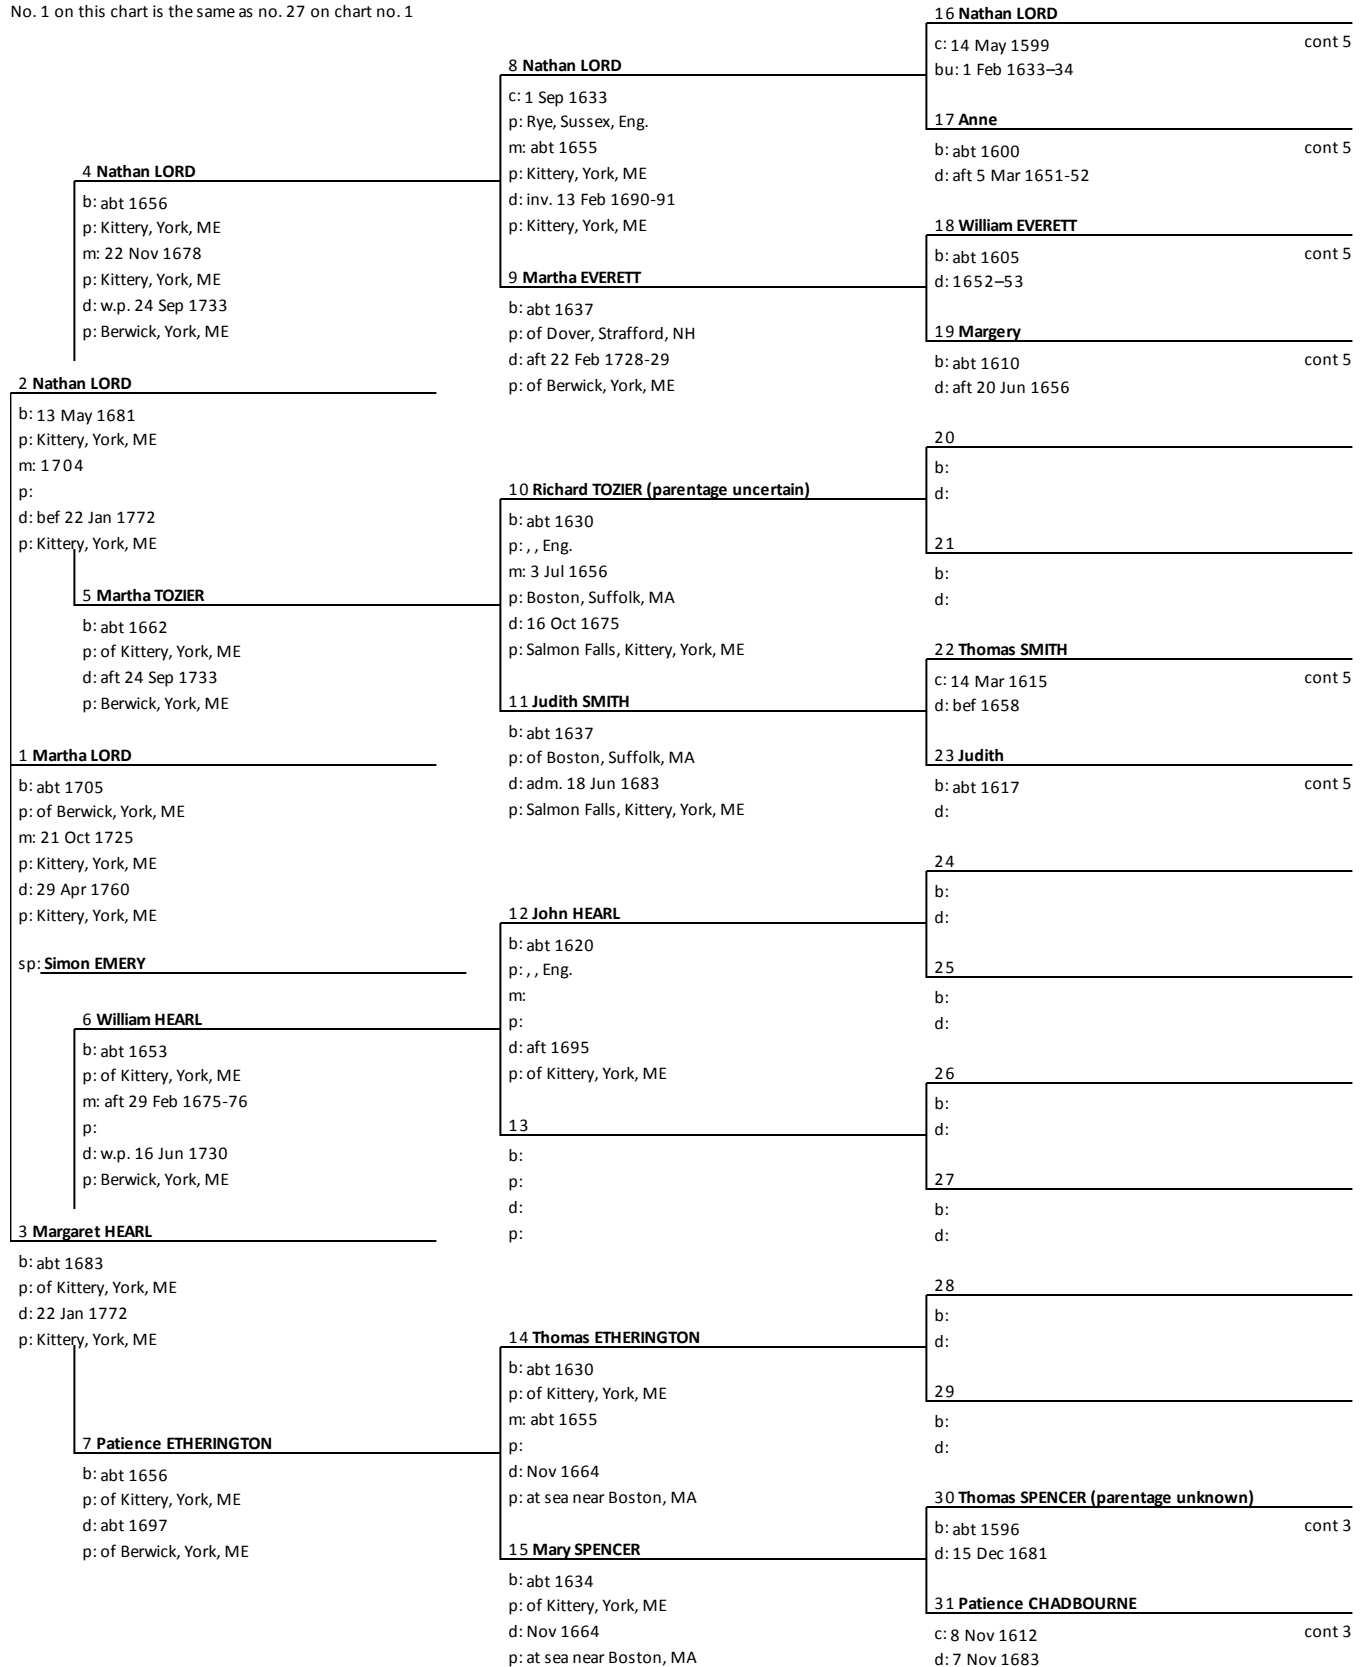 No. 1 on this chart is the same as no. 27 on chart no. 1
2 Nathan LORD
b: 13 May 1681
p: Kittery, York, ME
m: 1704
p:
d: bef 22 Jan 1772
p: Kittery, York, ME
1 Martha LORD
b: abt 1705
p: of Berwick, York, ME
m: 21 Oct 1725
p: Kittery, York, ME
d: 29 Apr 1760
p: Kittery, York, ME
sp: Simon EMERY
3 Margaret HEARL
b: abt 1683
p: of Kittery, York, ME
d: 22 Jan 1772
p: Kittery, York, ME
4 Nathan LORD
b: abt 1656
p: Kittery, York, ME
m: 22 Nov 1678
p: Kittery, York, ME
d: w.p. 24 Sep 1733
p: Berwick, York, ME
5 Martha TOZIER
b: abt 1662
p: of Kittery, York, ME
d: aft 24 Sep 1733
p: Berwick, York, ME
6 William HEARL
b: abt 1653
p: of Kittery, York, ME
m: aft 29 Feb 1675-76
p:
d: w.p. 16 Jun 1730
p: Berwick, York, ME
7 Patience ETHERINGTON
b: abt 1656
p: of Kittery, York, ME
d: abt 1697
p: of Berwick, York, ME
8 Nathan LORD
c: 1 Sep 1633
p: Rye, Sussex, Eng.
m: abt 1655
p: Kittery, York, ME
d: inv. 13 Feb 1690-91
p: Kittery, York, ME
9 Martha EVERETT
b: abt 1637
p: of Dover, Strafford, NH
d: aft 22 Feb 1728-29
p: of Berwick, York, ME
10 Richard TOZIER (parentage uncertain)
b: abt 1630
p: , , Eng.
m: 3 Jul 1656
p: Boston, Suffolk, MA
d: 16 Oct 1675
p: Salmon Falls, Kittery, York, ME
11 Judith SMITH
b: abt 1637
p: of Boston, Suffolk, MA
d: adm. 18 Jun 1683
p: Salmon Falls, Kittery, York, ME
12 John HEARL
b: abt 1620
p: , , Eng.
m:
p:
d: aft 1695
p: of Kittery, York, ME
13
b:
p:
d:
p:
14 Thomas ETHERINGTON
b: abt 1630
p: of Kittery, York, ME
m: abt 1655
p:
d: Nov 1664
p: at sea near Boston, MA
15 Mary SPENCER
b: abt 1634
p: of Kittery, York, ME
d: Nov 1664
p: at sea near Boston, MA
16 Nathan LORD
c: 14 May 1599 cont 5
bu: 1 Feb 1633–34
17 Anne
b: abt 1600 cont 5
d: aft 5 Mar 1651-52
18 William EVERETT
b: abt 1605 cont 5
d: 1652–53
19 Margery
b: abt 1610 cont 5
d: aft 20 Jun 1656
20
b:
d:
21
b:
d:
22 Thomas SMITH
c: 14 Mar 1615 cont 5
d: bef 1658
23 Judith
b: abt 1617 cont 5
d:
24
b:
d:
25
b:
d:
26
b:
d:
27
b:
d:
28
b:
d:
29
b:
d:
30 Thomas SPENCER (parentage unknown)
b: abt 1596 cont 3
d: 15 Dec 1681
31 Patience CHADBOURNE
c: 8 Nov 1612 cont 3
d: 7 Nov 1683